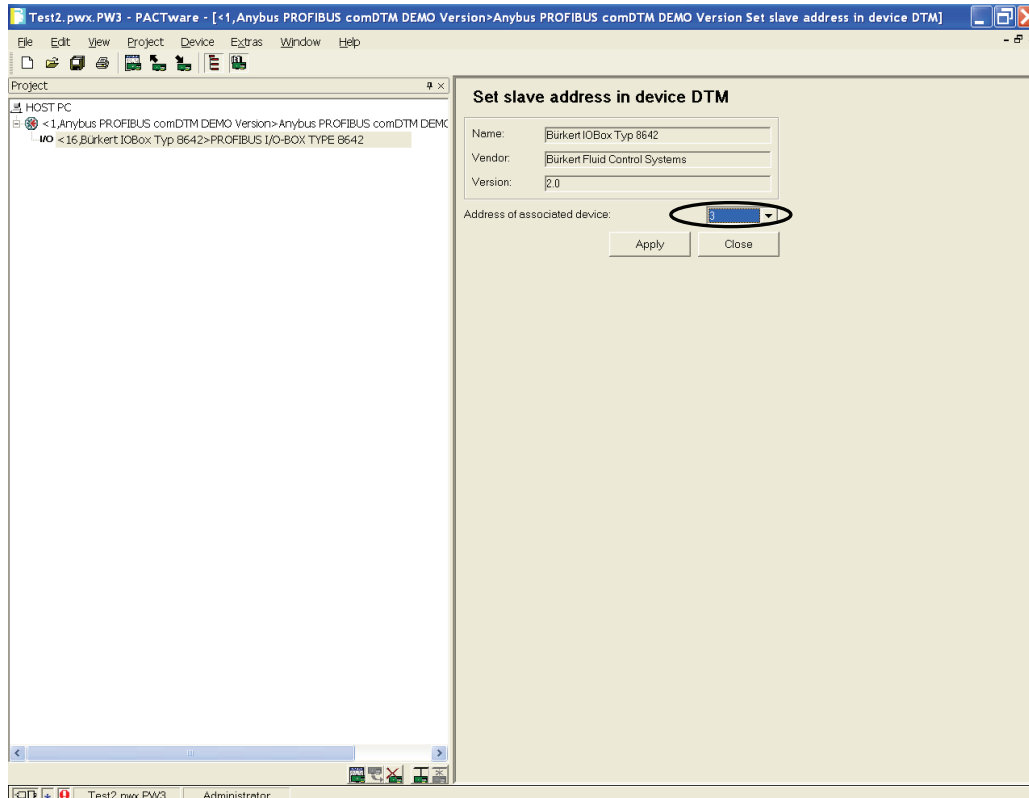 Test2.pwx.PW3 - PACTware - [<1,Anybus PROFIBUS comDTM DEMO Version>Anybus PROFIBUS comDTM DEMO Version Set slave address in device DTM]
File Edit View Project Device Extras Window Help
Project
HOST PC
<1,Anybus PROFIBUS comDTM DEMO Version>Anybus PROFIBUS comDTM DEMC
I/O <16,Bürkert IOBox Typ 8642>PROFIBUS I/O-BOX TYPE 8642
Set slave address in device DTM
Name: Bürkert IOBox Typ 8642
Vendor: Bürkert Fluid Control Systems
Version: 2.0
Address of associated device: 3
Apply Close
Test2.pwx.PW3 Administrator